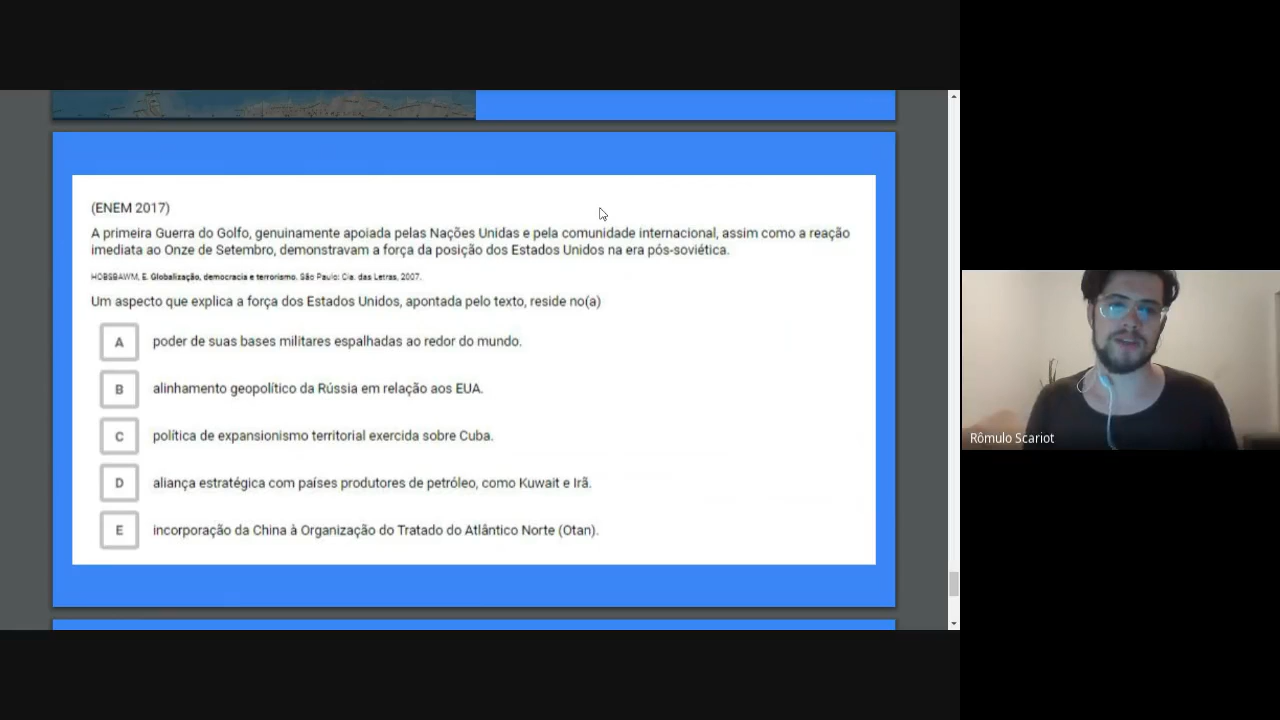 (ENEM 2017)
A primeira Guerra do Golfo, genuinamente apoiada pelas Nações Unidas e pela comunidade internacional, assim como a reação
imediata ao Onze de Setembro, demonstravam a força da posição dos Estados Unidos na era pós-soviética.
HOBSBAWM, E. Globalização, democracia e terrorismo. São Paulo: Cia. das Letras, 2007.
Um aspecto que explica a força dos Estados Unidos, apontada pelo texto, reside no(a)
A poder de suas bases militares espalhadas ao redor do mundo.
B alinhamento geopolítico da Rússia em relação aos EUA.
C política de expansionismo territorial exercida sobre Cuba.
D aliança estratégica com países produtores de petróleo, como Kuwait e Irã.
E incorporação da China à Organização do Tratado do Atlântico Norte (Otan).
Rômulo Scariot